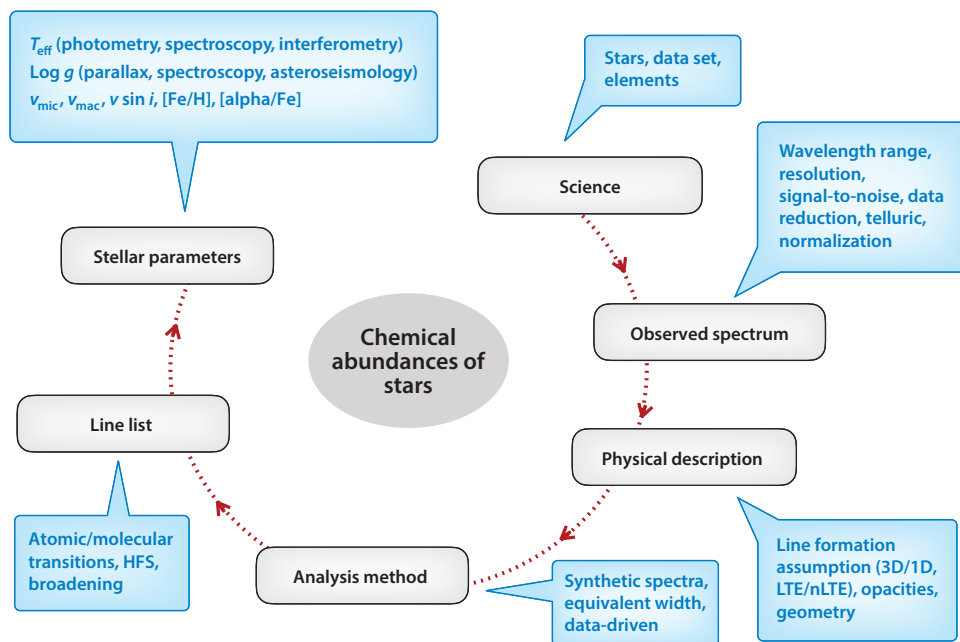 T_eff (photometry, spectroscopy, interferometry)
Log g (parallax, spectroscopy, asteroseismology)
v_mic, v_mac, v sin i, [Fe/H], [alpha/Fe]
Stars, data set,
elements
Science
Wavelength range,
resolution,
signal-to-noise, data
reduction, telluric,
normalization
Stellar parameters
Observed spectrum
Chemical
abundances of
stars
Line list
Physical description
Atomic/molecular
transitions, HFS,
broadening
Analysis method
Synthetic spectra,
equivalent width,
data-driven
Line formation
assumption (3D/1D,
LTE/nLTE), opacities,
geometry